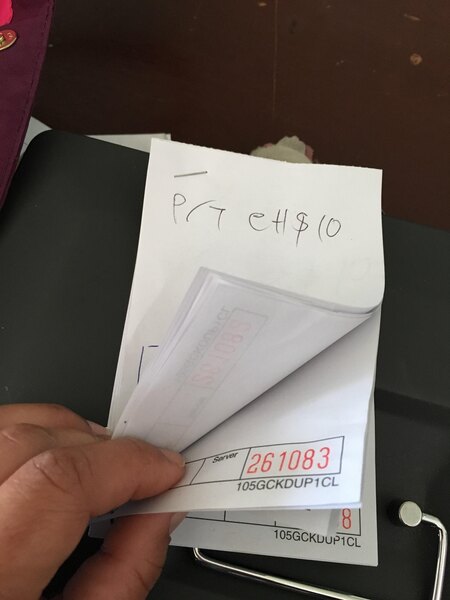 P/T CH $10
Server 261083
105GCKDUP1CL
8
105GCKDUP1CL